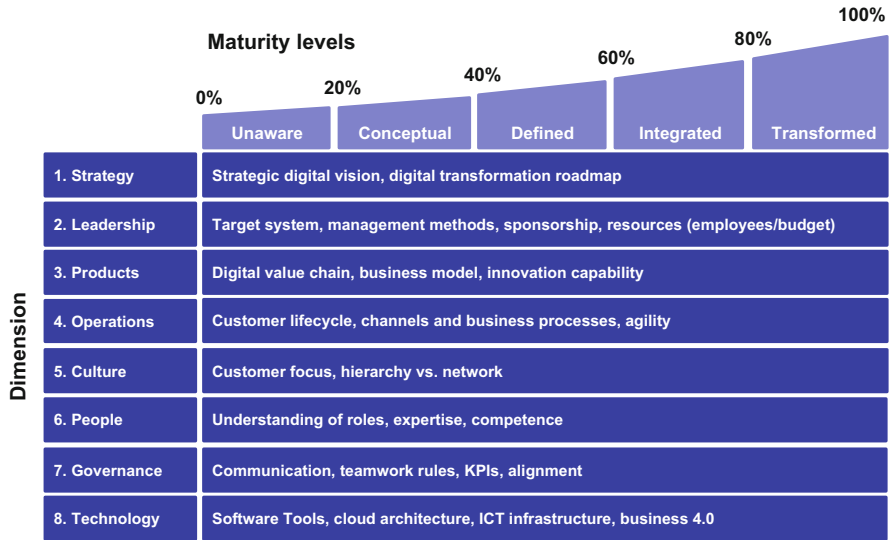 100%
Maturity levels
80%
60%
40%
20%
0%
Unaware
Conceptual
Defined
Integrated
Transformed
Dimension
1. Strategy
Strategic digital vision, digital transformation roadmap
2. Leadership
Target system, management methods, sponsorship, resources (employees/budget)
3. Products
Digital value chain, business model, innovation capability
4. Operations
Customer lifecycle, channels and business processes, agility
5. Culture
Customer focus, hierarchy vs. network
6. People
Understanding of roles, expertise, competence
7. Governance
Communication, teamwork rules, KPIs, alignment
8. Technology
Software Tools, cloud architecture, ICT infrastructure, business 4.0